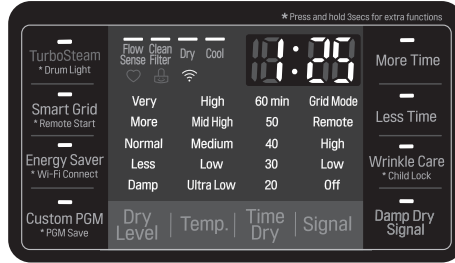 * Press and hold 3secs for extra functions
TurboSteam
* Drum Light
Smart Grid
* Remote Start
Energy Saver
* Wi-Fi Connect
Custom PGM
* PGM Save
Flow Clean Dry Cool
Sense Filter
1:25
Very High 60 min Grid Mode
More Mid High 50 Remote
Normal Medium 40 High
Less Low 30 Low
Damp Ultra Low 20 Off
Dry Level
Temp.
Time Dry
Signal
More Time
Less Time
Wrinkle Care
* Child Lock
Damp Dry
Signal